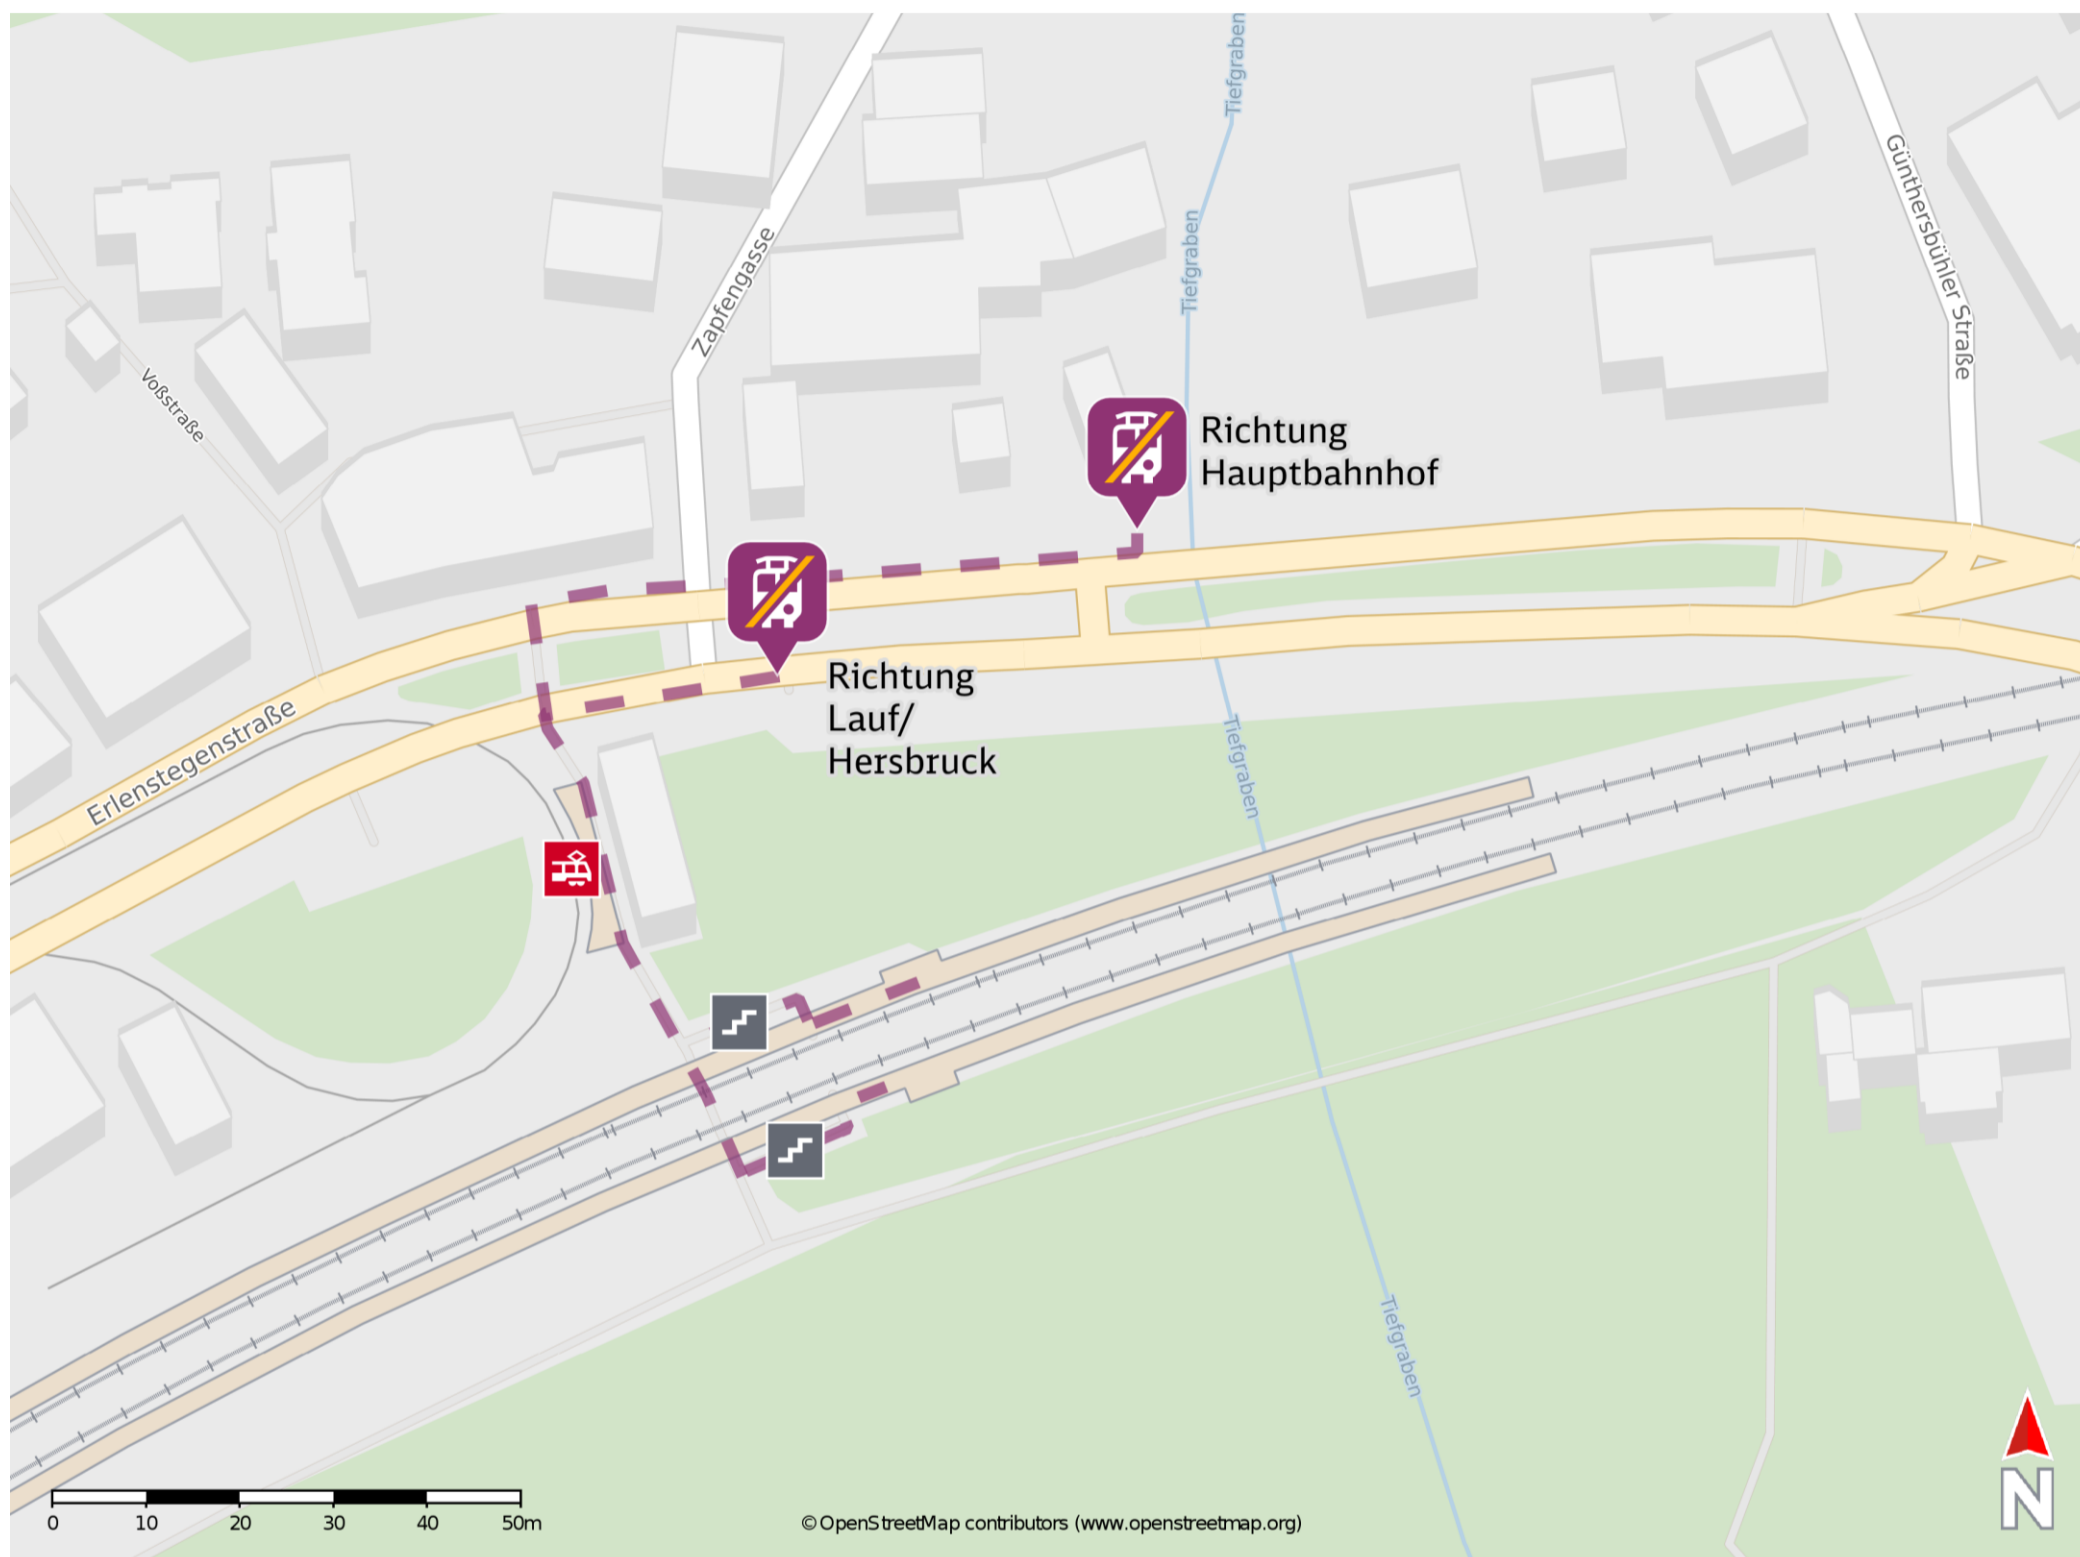 Tiefgraben
Günthersbühler Straße
Tiefgraben
Zapfengasse
Voßstraße
Richtung
Hauptbahnhof
Richtung
Lauf/
Hersbruck
Erlenstegenstraße
Tiefgraben
Tiefgraben
0 10 20 30 40 50m
© OpenStreetMap contributors (www.openstreetmap.org)
N